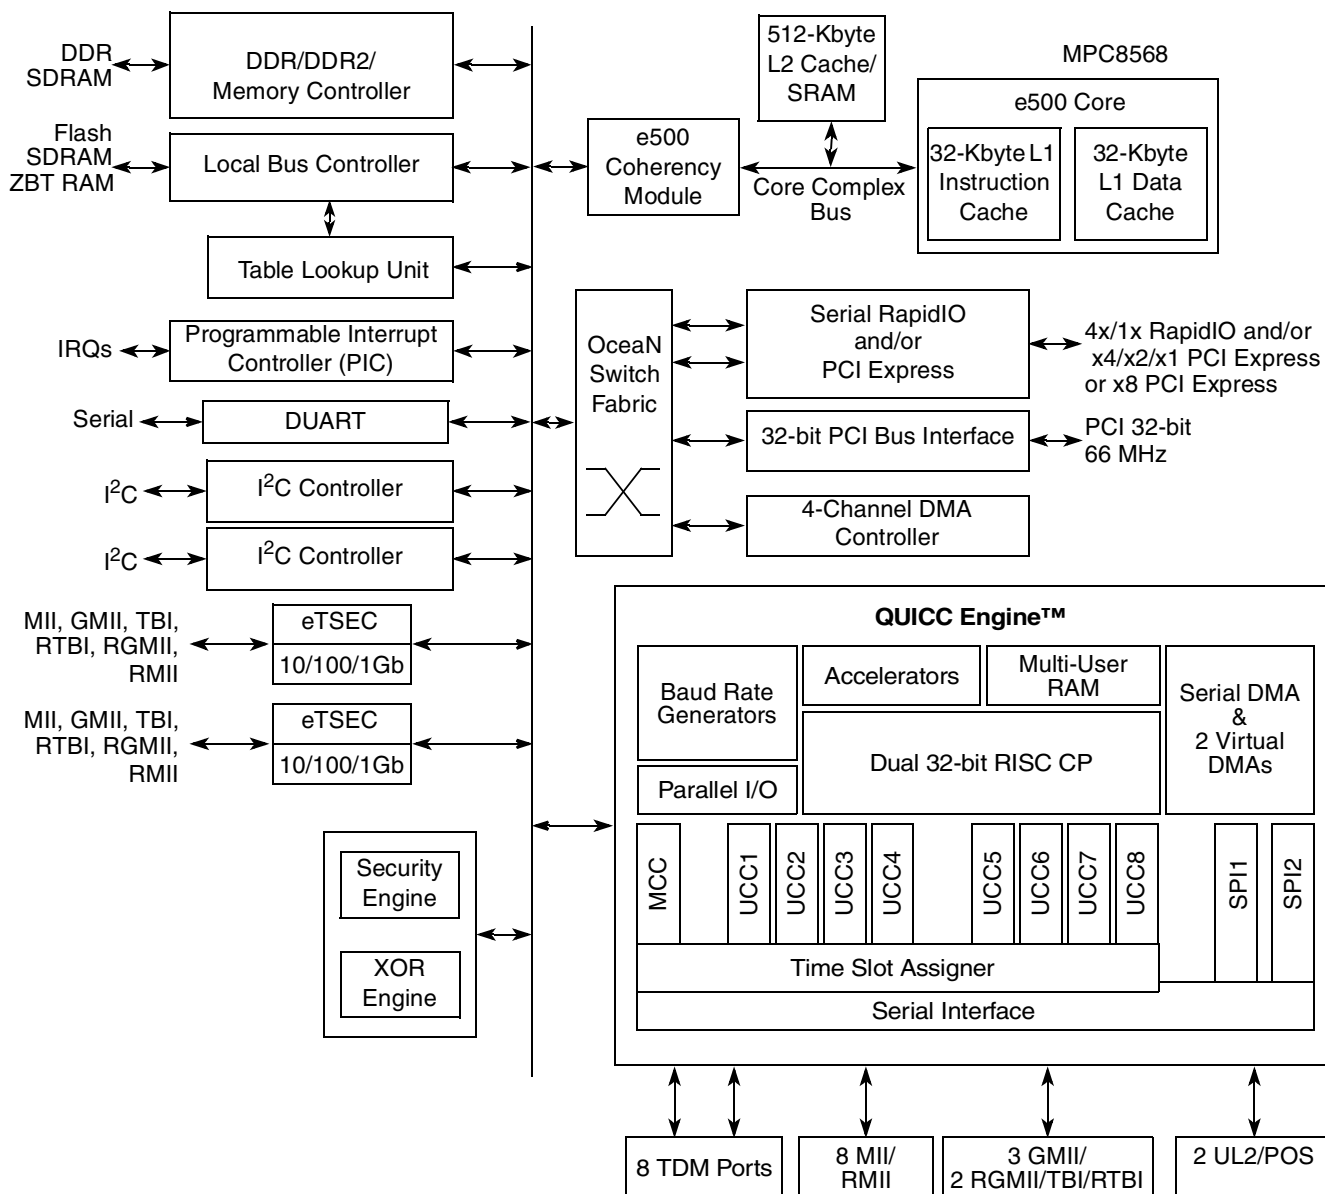 DDR
SDRAM
DDR/DDR2/
Memory Controller
Flash
SDRAM
ZBT RAM
Local Bus Controller
Table Lookup Unit
IRQs
Programmable Interrupt
Controller (PIC)
Serial
DUART
I²C
I²C Controller
I²C
I²C Controller
MII, GMII, TBI,
RTBI, RGMII,
RMII
eTSEC
10/100/1Gb
MII, GMII, TBI,
RTBI, RGMII,
RMII
eTSEC
10/100/1Gb
Security
Engine
XOR
Engine
512-Kbyte
L2 Cache/
SRAM
e500
Coherency
Module
Core Complex
Bus
MPC8568
e500 Core
32-Kbyte L1
Instruction
Cache
32-Kbyte
L1 Data
Cache
OceaN
Switch
Fabric
Serial RapidIO
and/or
PCI Express
4x/1x RapidIO and/or
x4/x2/x1 PCI Express
or x8 PCI Express
32-bit PCI Bus Interface
PCI 32-bit
66 MHz
4-Channel DMA
Controller
QUICC Engine™
Baud Rate
Generators
Accelerators
Multi-User
RAM
Serial DMA
&
2 Virtual
DMAs
Parallel I/O
Dual 32-bit RISC CP
MCC
UCC1
UCC2
UCC3
UCC4
UCC5
UCC6
UCC7
UCC8
SPI1
SPI2
Time Slot Assigner
Serial Interface
8 TDM Ports
8 MII/
RMII
3 GMII/
2 RGMII/TBI/RTBI
2 UL2/POS